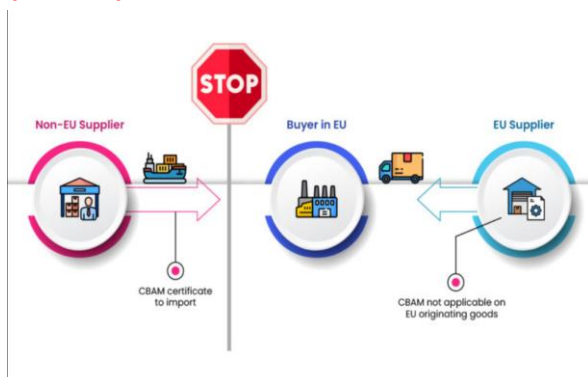 STOP
Non-EU Supplier
Buyer in EU
EU Supplier
CBAM certificate
to import
CBAM not applicable on
EU originating goods